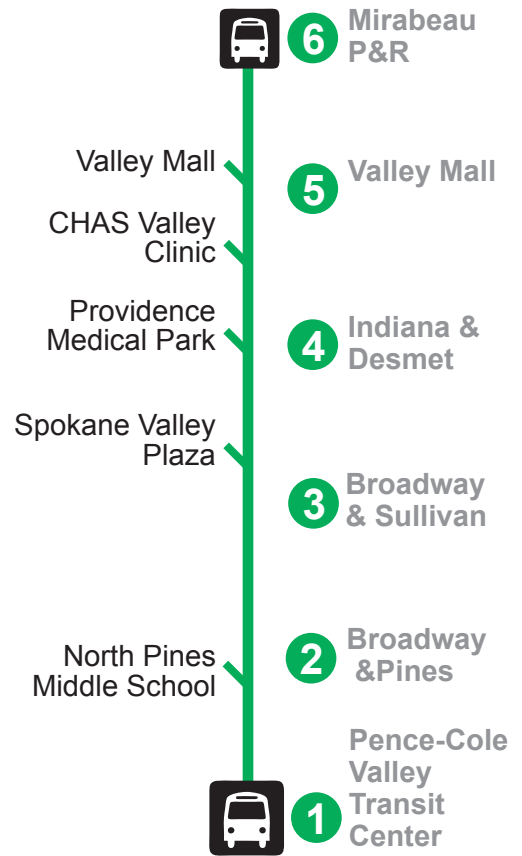 6
Mirabeau
P&R
Valley Mall
5
Valley Mall
CHAS Valley
Clinic
Providence
Medical Park
4
Indiana &
Desmet
Spokane Valley
Plaza
3
Broadway
& Sullivan
North Pines
Middle School
2
Broadway
&Pines
1
Pence-Cole
Valley
Transit
Center